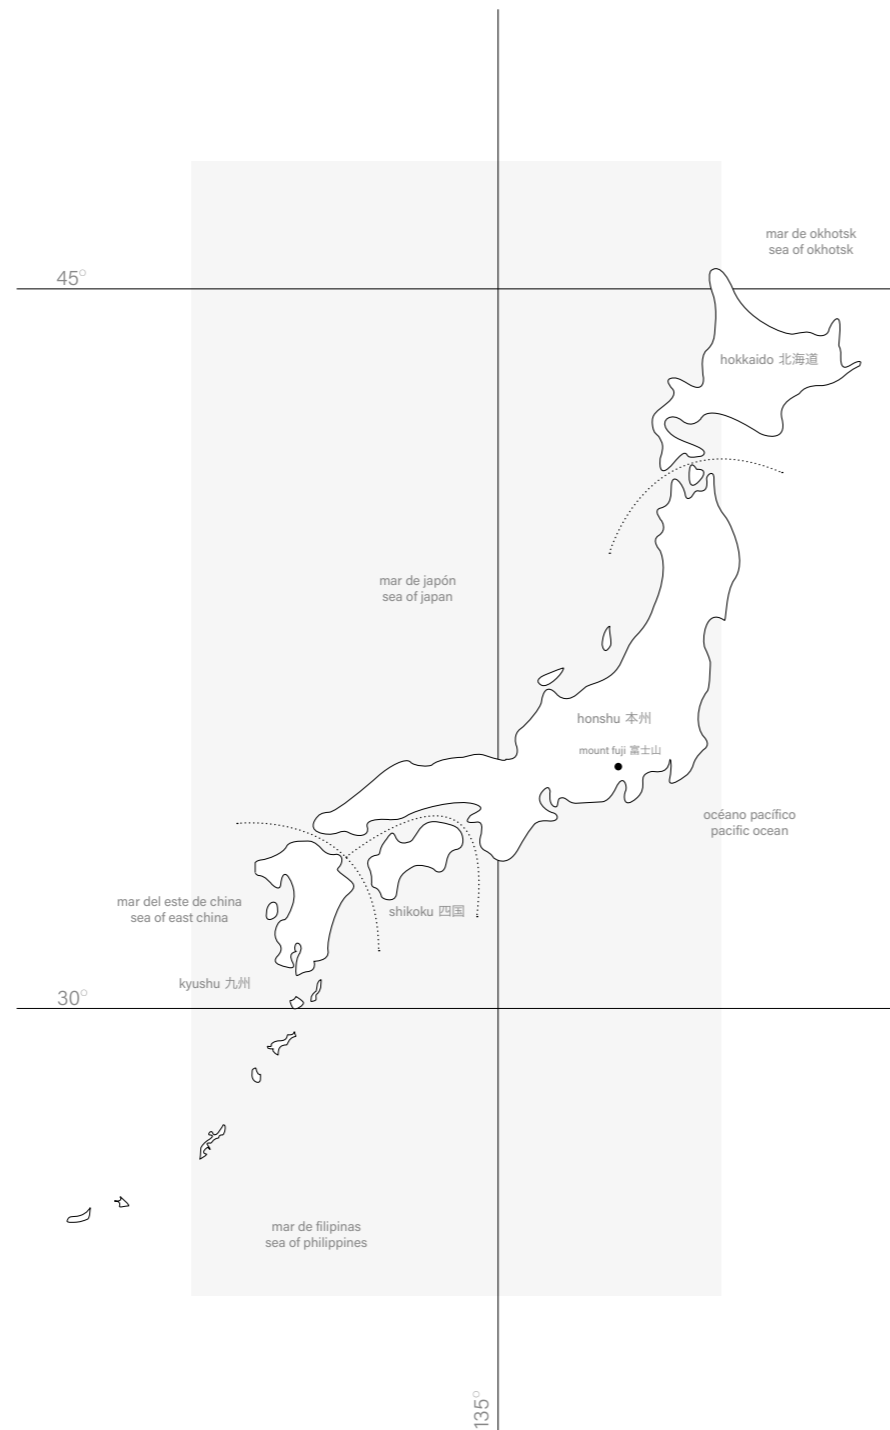 mar de okhotsk
sea of okhotsk
45°
hokkaido 北海道
mar de japón
sea of japan
honshu 本州
mount fuji 富士山
océano pacífico
pacific ocean
mar del este de china
sea of east china
shikoku 四国
kyushu 九州
30°
mar de filipinas
sea of philippines
135°